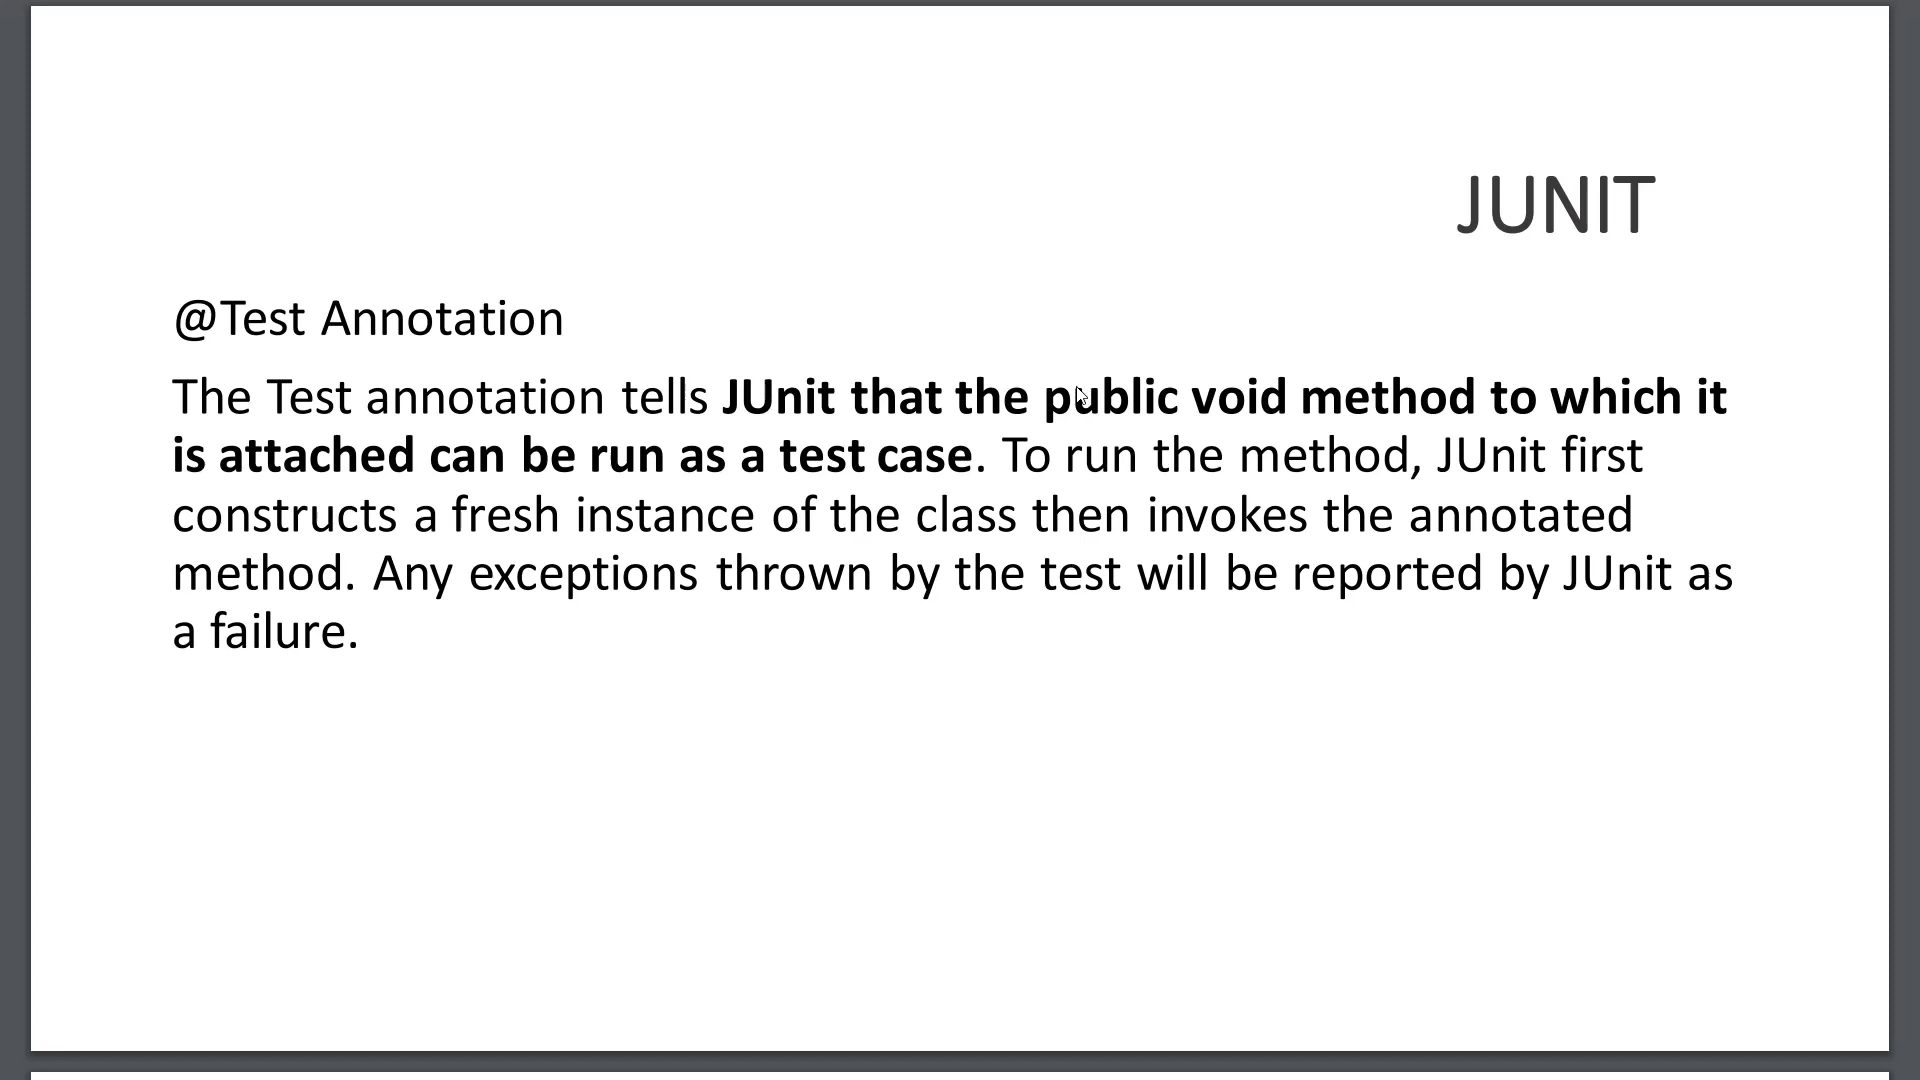 JUNIT
@Test Annotation
The Test annotation tells JUnit that the public void method to which it
is attached can be run as a test case. To run the method, JUnit first
constructs a fresh instance of the class then invokes the annotated
method. Any exceptions thrown by the test will be reported by JUnit as
a failure.